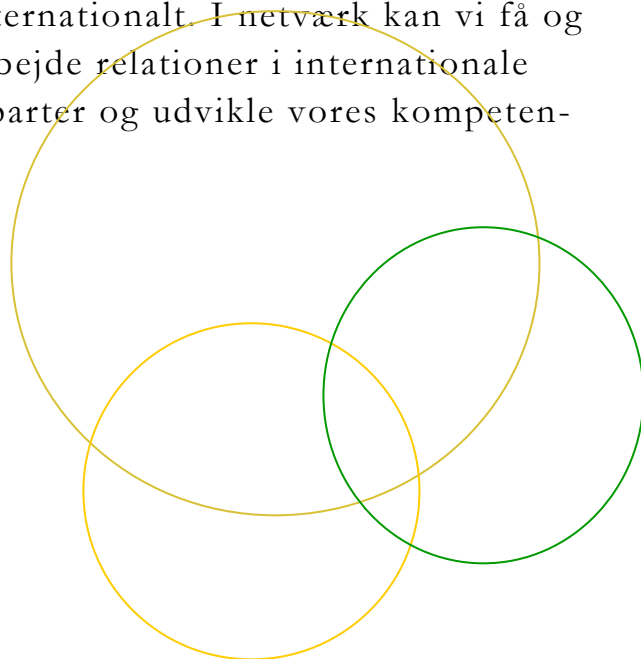 ternationalt. I netværk kan vi få og
bejde relationer i internationale
parter og udvikle vores kompeten-